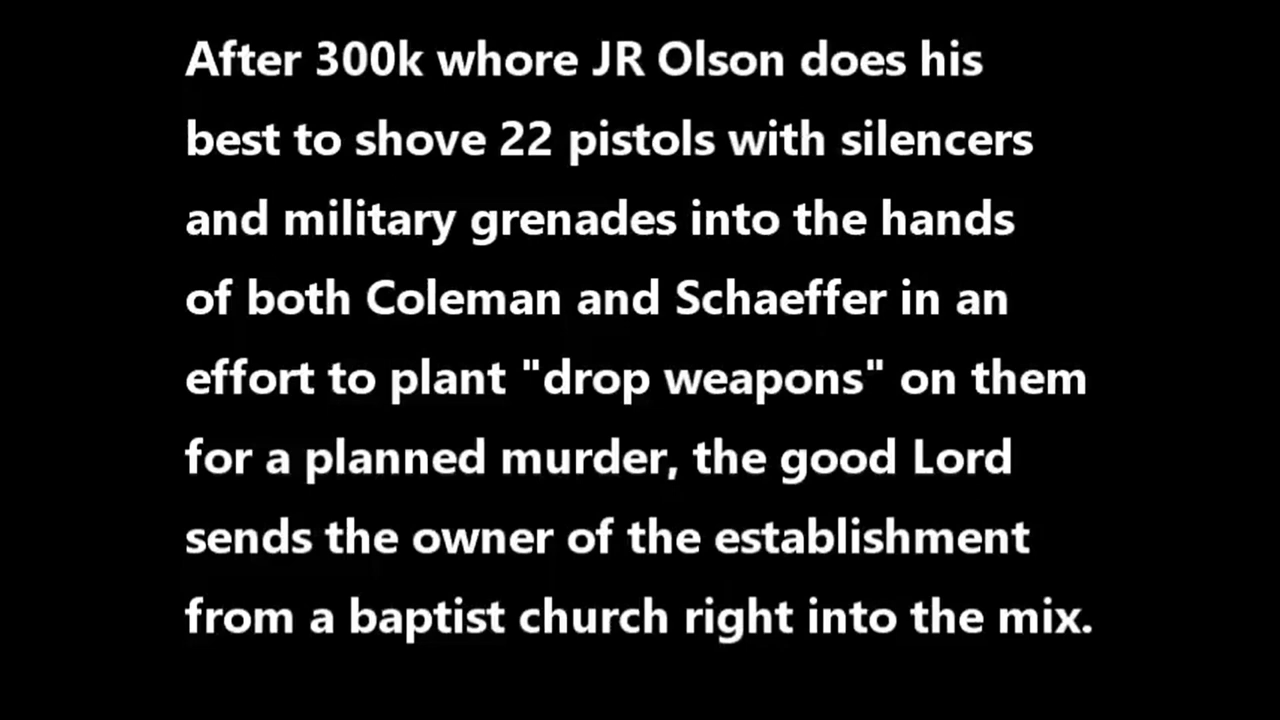 After 300k whore JR Olson does his
best to shove 22 pistols with silencers
and military grenades into the hands
of both Coleman and Schaeffer in an
effort to plant "drop weapons" on them
for a planned murder, the good Lord
sends the owner of the establishment
from a baptist church right into the mix.